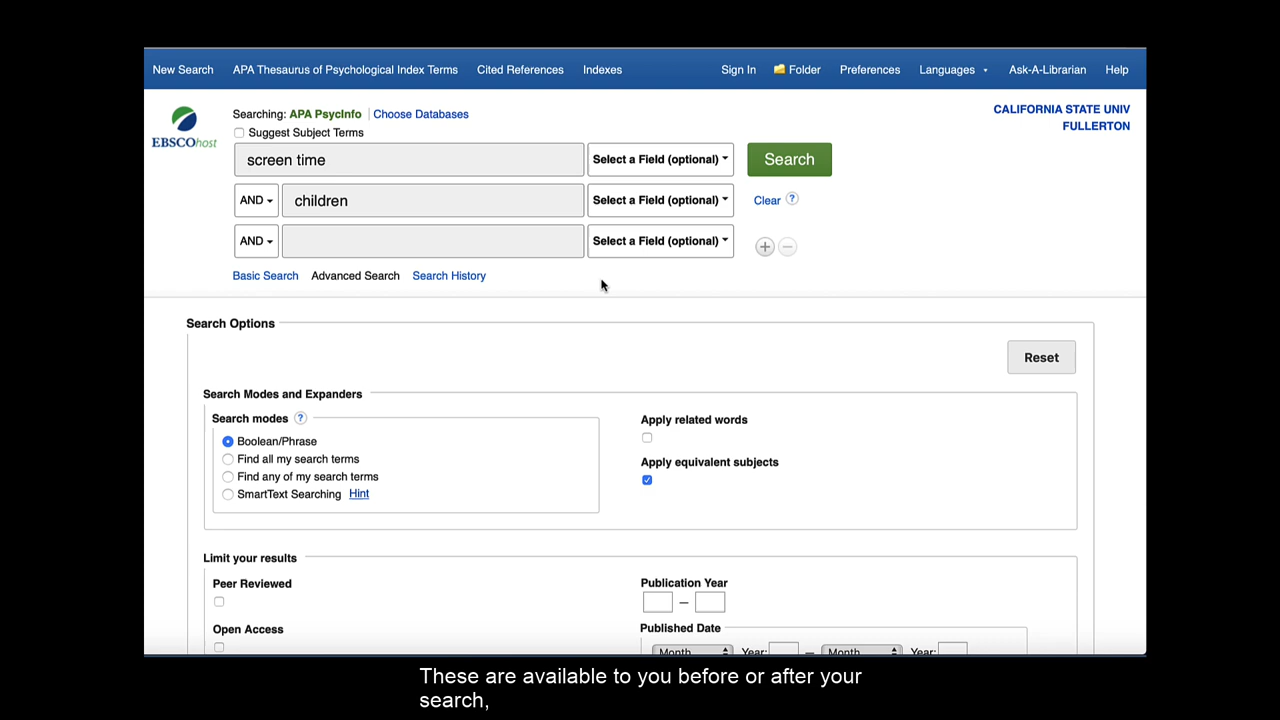 New Search APA Thesaurus of Psychological Index Terms Cited References Indexes Sign In Folder Preferences Languages Ask-A-Librarian Help
EBSCOhost
Searching: APA PsycInfo Choose Databases
Suggest Subject Terms
CALIFORNIA STATE UNIV
FULLERTON
screen time Select a Field (optional) Search
AND children Select a Field (optional) Clear ?
AND Select a Field (optional) + −
Basic Search Advanced Search Search History
Search Options
Reset
Search Modes and Expanders
Search modes ?
Boolean/Phrase
Find all my search terms
Find any of my search terms
SmartText Searching Hint
Apply related words
Apply equivalent subjects
Limit your results
Peer Reviewed
Open Access
Publication Year
–
Published Date
Month Year: – Month Year:
These are available to you before or after your
search,